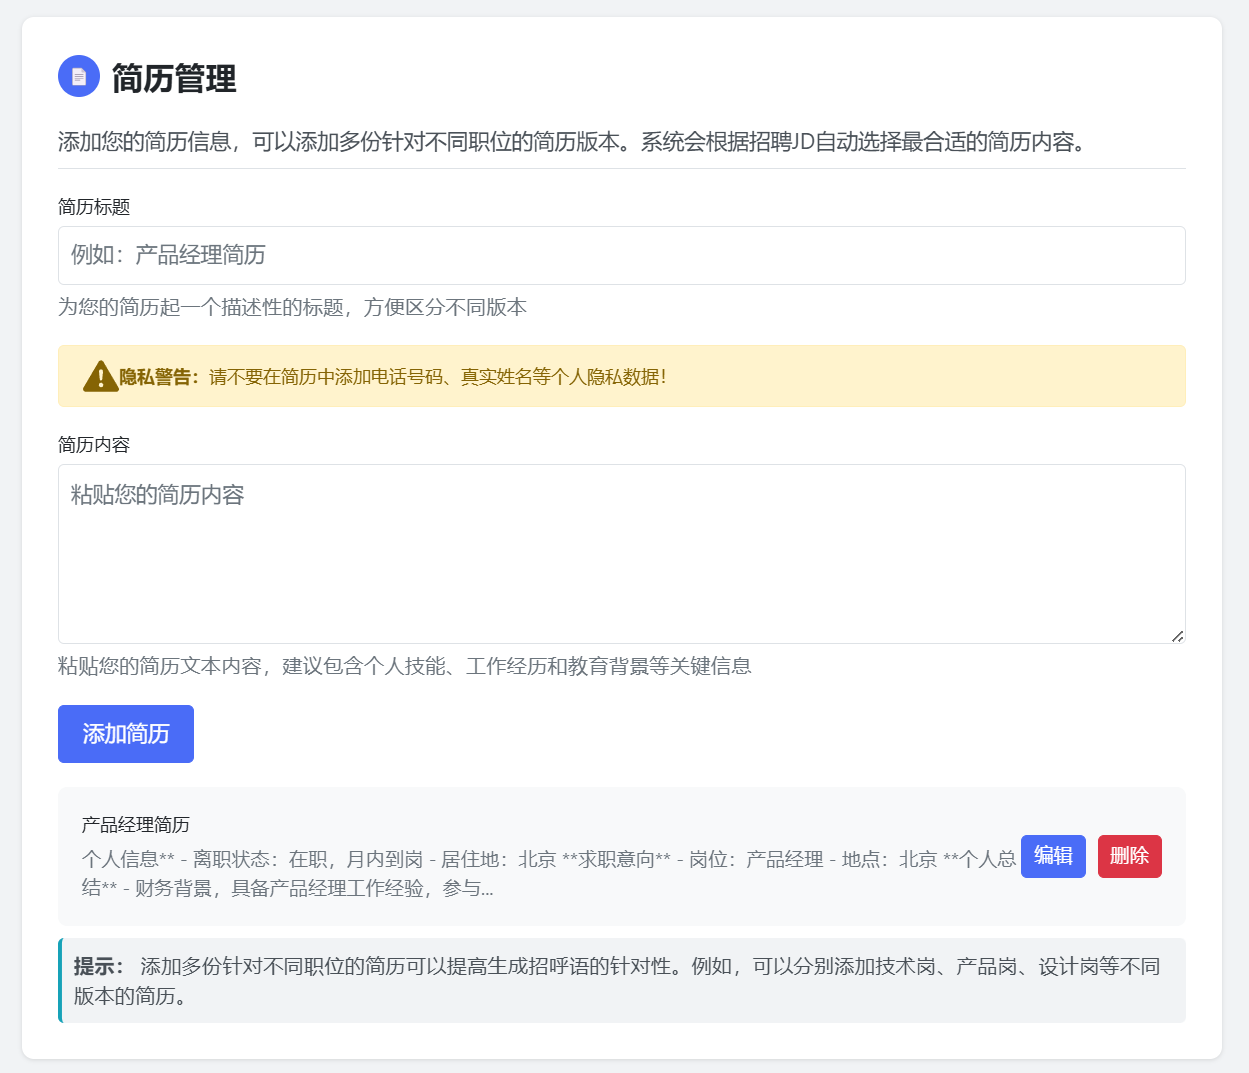 简历管理
添加您的简历信息，可以添加多份针对不同职位的简历版本。系统会根据招聘JD自动选择最合适的简历内容。
简历标题
例如：产品经理简历
为您的简历起一个描述性的标题，方便区分不同版本
隐私警告：请不要在简历中添加电话号码、真实姓名等个人隐私数据！
简历内容
粘贴您的简历内容
粘贴您的简历文本内容，建议包含个人技能、工作经历和教育背景等关键信息
添加简历
产品经理简历
个人信息** - 离职状态：在职，月内到岗 - 居住地：北京 **求职意向** - 岗位：产品经理 - 地点：北京 **个人总
结** - 财务背景，具备产品经理工作经验，参与...
编辑
删除
提示： 添加多份针对不同职位的简历可以提高生成招呼语的针对性。例如，可以分别添加技术岗、产品岗、设计岗等不同
版本的简历。